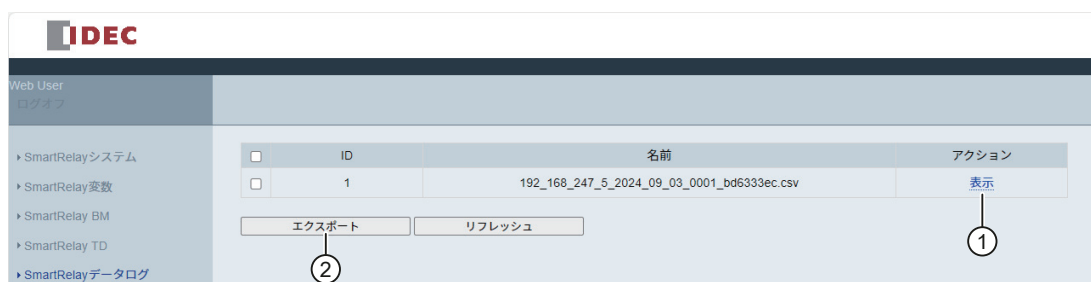 IDEC
Web User
ログオフ
SmartRelayシステム
SmartRelay変数
SmartRelay BM
SmartRelay TD
SmartRelayデータログ
ID 名前 アクション
1 192_168_247_5_2024_09_03_0001_bd6333ec.csv 表示
エクスポート リフレッシュ
1
2